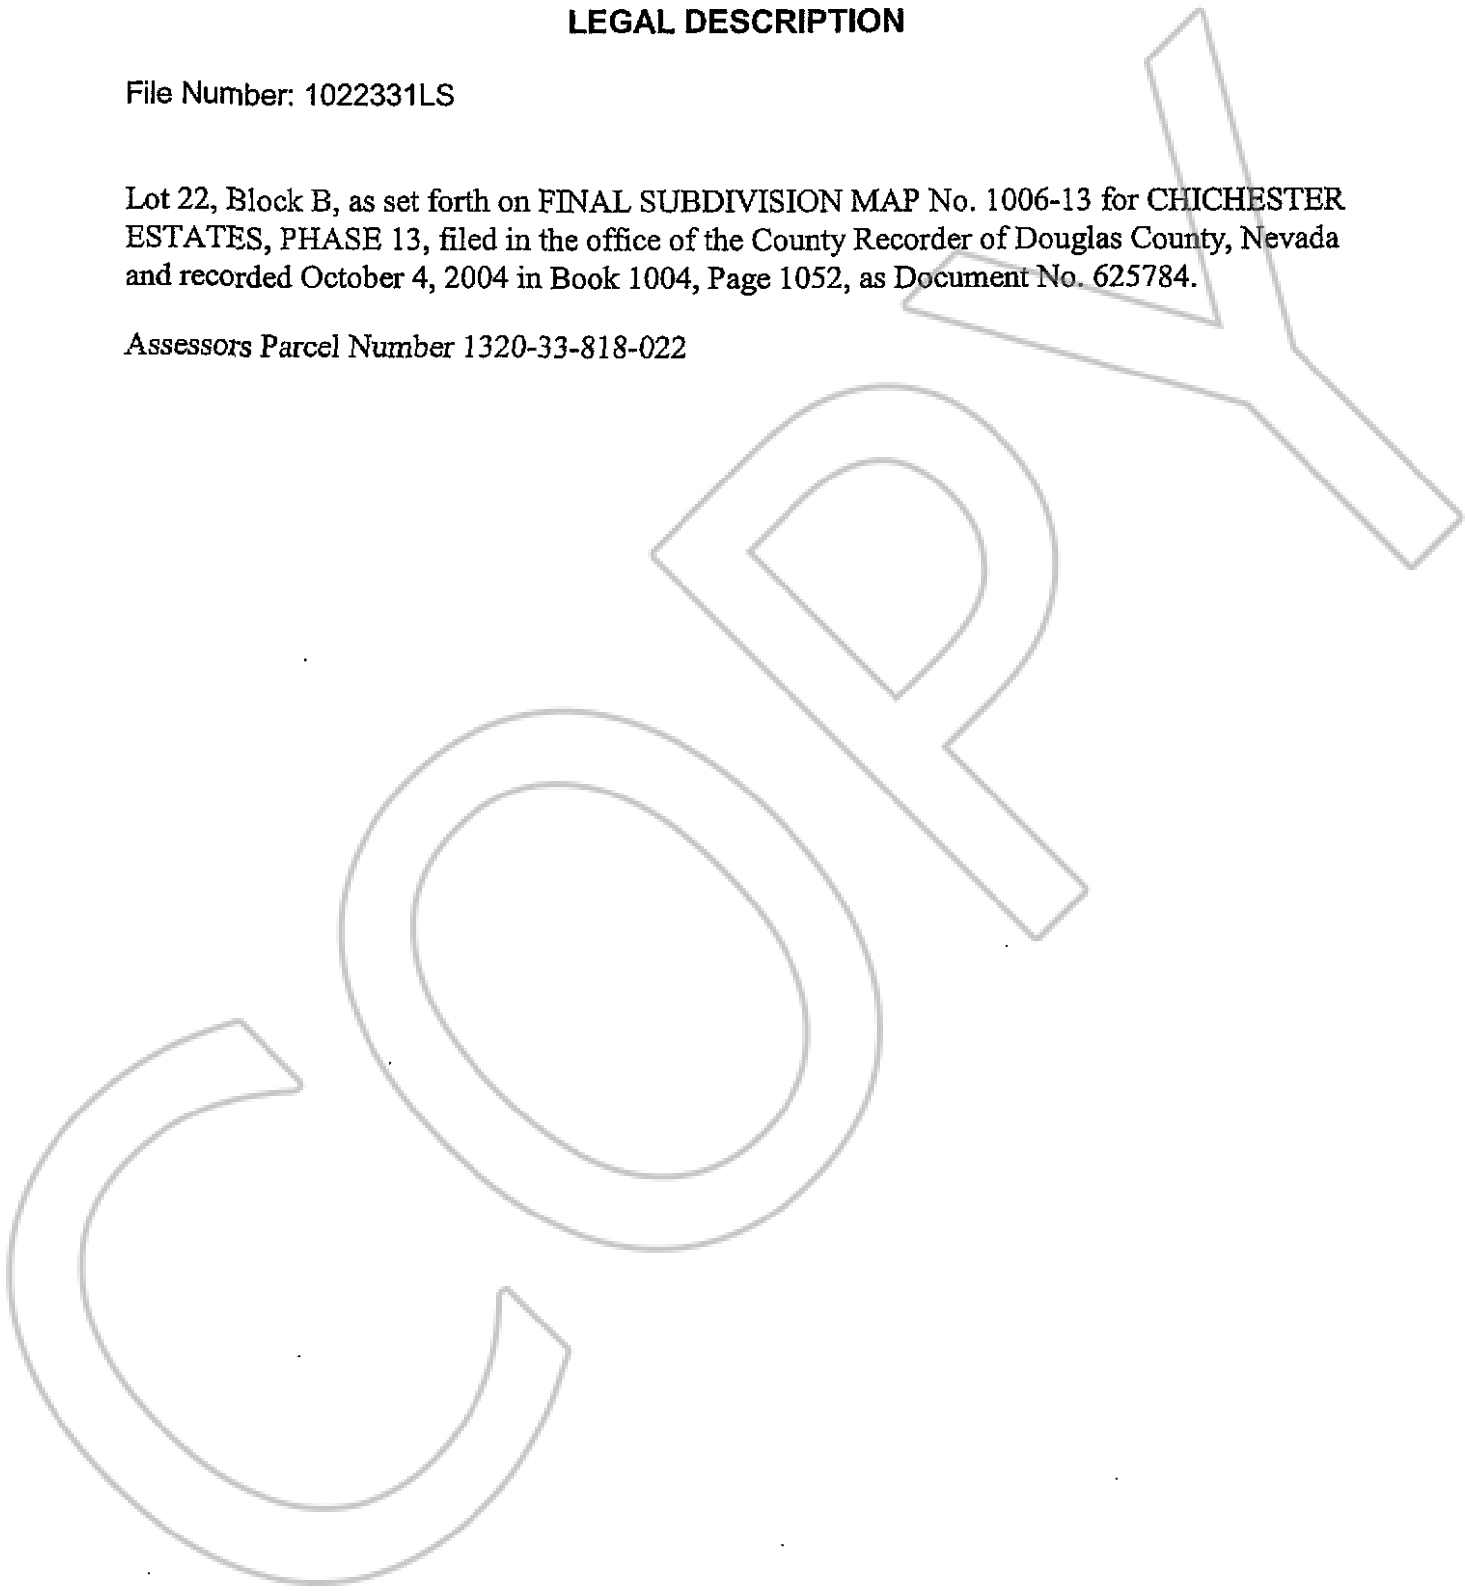 LEGAL DESCRIPTION
File Number: 1022331LS
Lot 22, Block B, as set forth on FINAL SUBDIVISION MAP No. 1006-13 for CHICHESTER
ESTATES, PHASE 13, filed in the office of the County Recorder of Douglas County, Nevada
and recorded October 4, 2004 in Book 1004, Page 1052, as Document No. 625784.
Assessors Parcel Number 1320-33-818-022
COPY